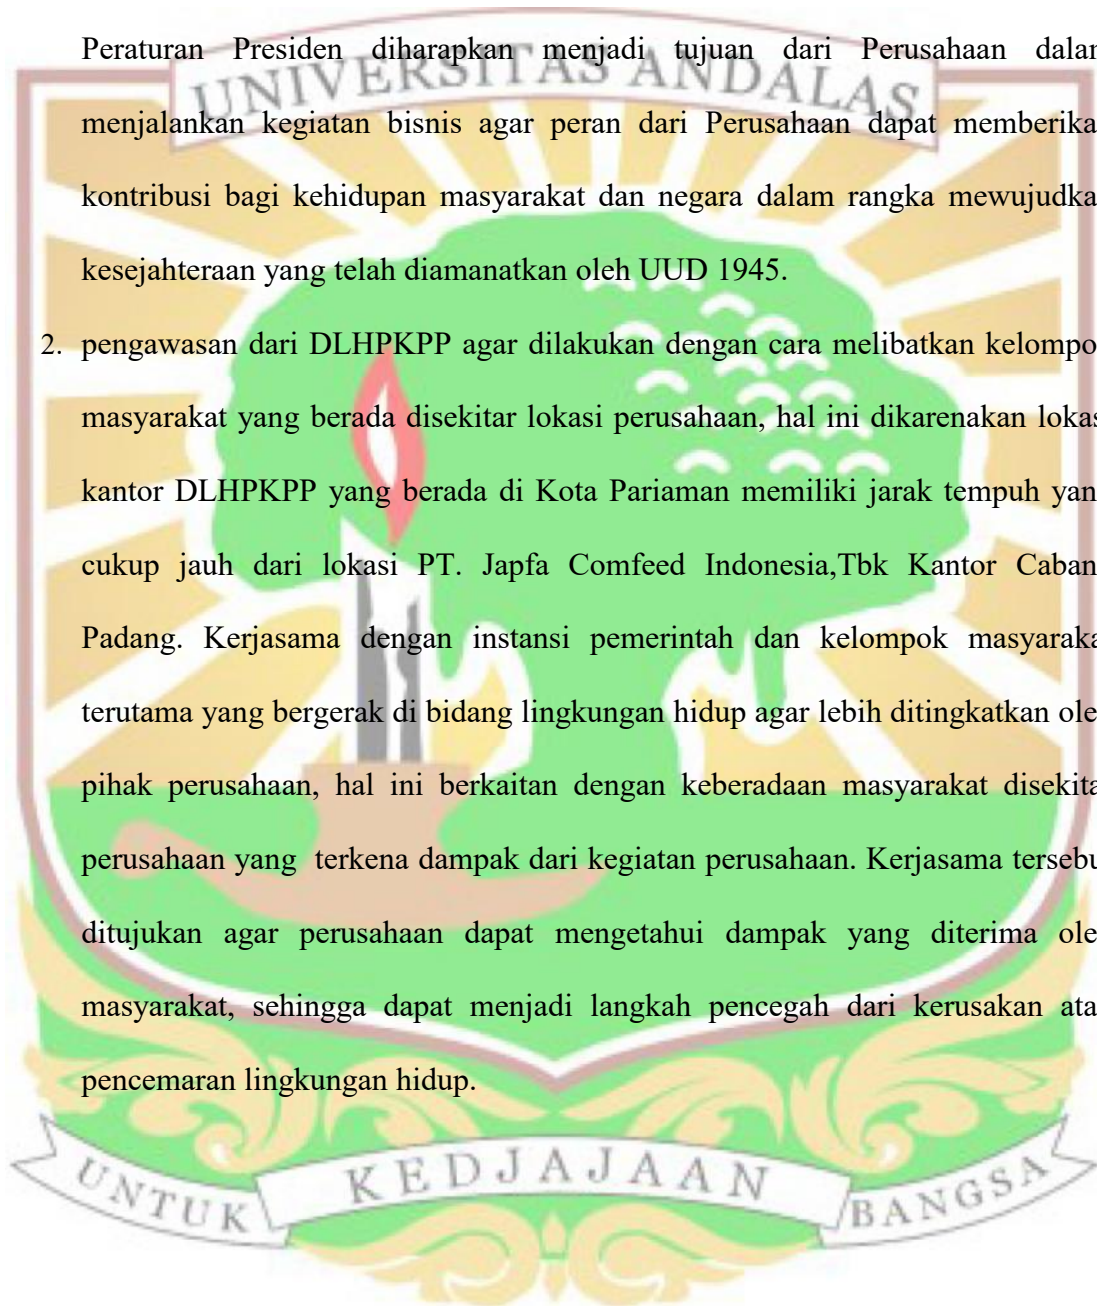 UNIVERSITAS ANDALAS
Peraturan Presiden diharapkan menjadi tujuan dari Perusahaan dalam
menjalankan kegiatan bisnis agar peran dari Perusahaan dapat memberika
kontribusi bagi kehidupan masyarakat dan negara dalam rangka mewujudka
kesejahteraan yang telah diamanatkan oleh UUD 1945.
2. pengawasan dari DLHPKPP agar dilakukan dengan cara melibatkan kelompo
masyarakat yang berada disekitar lokasi perusahaan, hal ini dikarenakan lokas
kantor DLHPKPP yang berada di Kota Pariaman memiliki jarak tempuh yan
cukup jauh dari lokasi PT. Japfa Comfeed Indonesia,Tbk Kantor Caban
Padang. Kerjasama dengan instansi pemerintah dan kelompok masyaraka
terutama yang bergerak di bidang lingkungan hidup agar lebih ditingkatkan ole
pihak perusahaan, hal ini berkaitan dengan keberadaan masyarakat disekita
perusahaan yang terkena dampak dari kegiatan perusahaan. Kerjasama tersebu
ditujukan agar perusahaan dapat mengetahui dampak yang diterima ole
masyarakat, sehingga dapat menjadi langkah pencegah dari kerusakan ata
pencemaran lingkungan hidup.
UNTUK KEDJAJAAN BANGSA